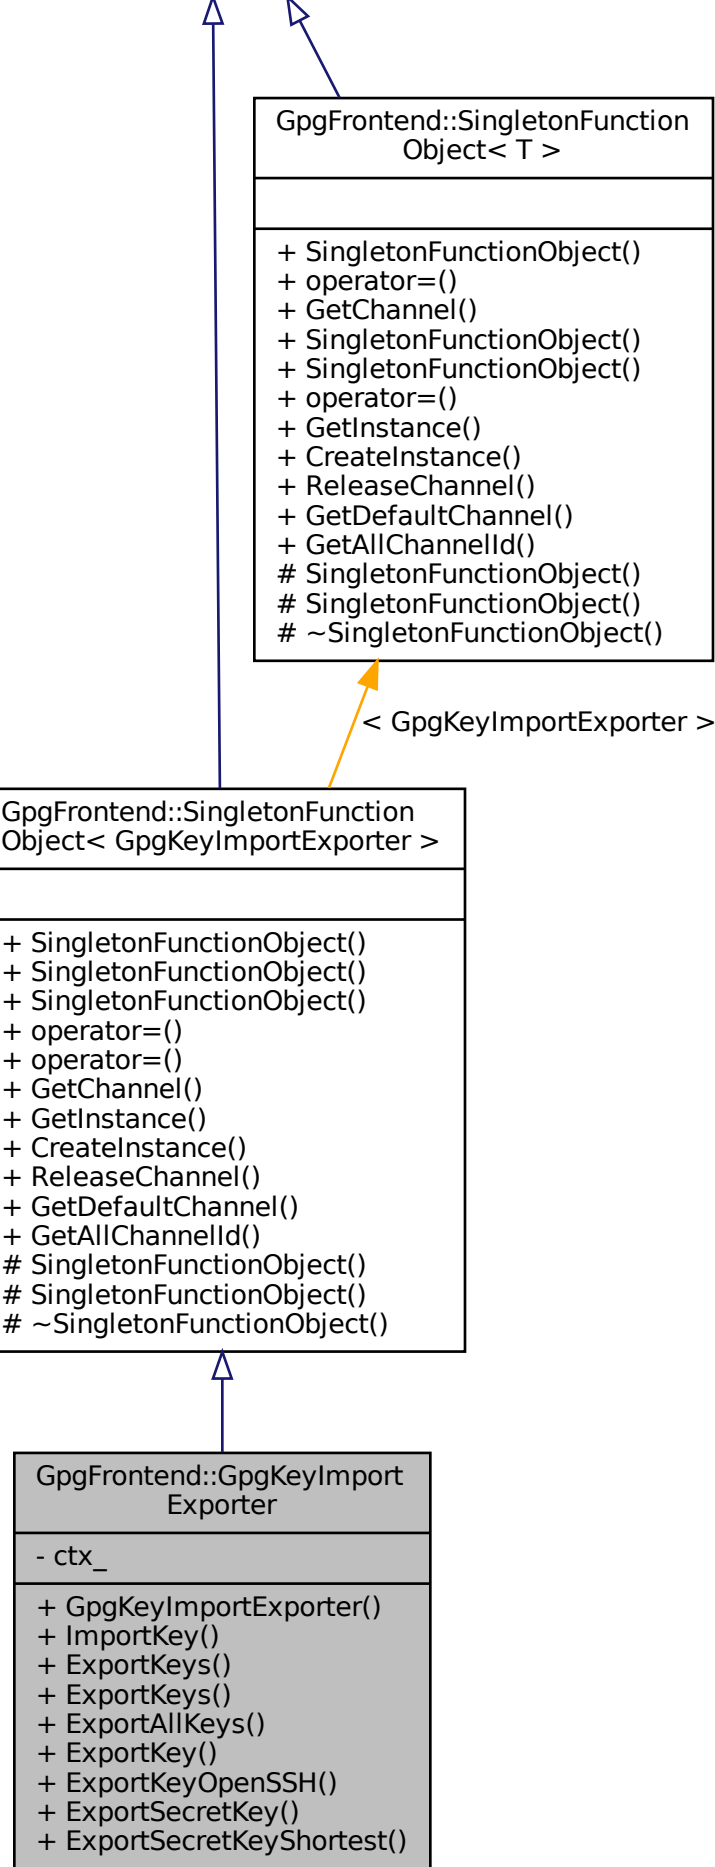 GpgFrontend::SingletonFunction
Object< T >
+ SingletonFunctionObject()
+ operator=()
+ GetChannel()
+ SingletonFunctionObject()
+ SingletonFunctionObject()
+ operator=()
+ GetInstance()
+ CreateInstance()
+ ReleaseChannel()
+ GetDefaultChannel()
+ GetAllChannelId()
# SingletonFunctionObject()
# SingletonFunctionObject()
# ~SingletonFunctionObject()
< GpgKeyImportExporter >
GpgFrontend::SingletonFunction
Object< GpgKeyImportExporter >
+ SingletonFunctionObject()
+ SingletonFunctionObject()
+ SingletonFunctionObject()
+ operator=()
+ operator=()
+ GetChannel()
+ GetInstance()
+ CreateInstance()
+ ReleaseChannel()
+ GetDefaultChannel()
+ GetAllChannelId()
# SingletonFunctionObject()
# SingletonFunctionObject()
# ~SingletonFunctionObject()
GpgFrontend::GpgKeyImport
Exporter
- ctx_
+ GpgKeyImportExporter()
+ ImportKey()
+ ExportKeys()
+ ExportKeys()
+ ExportAllKeys()
+ ExportKey()
+ ExportKeyOpenSSH()
+ ExportSecretKey()
+ ExportSecretKeyShortest()